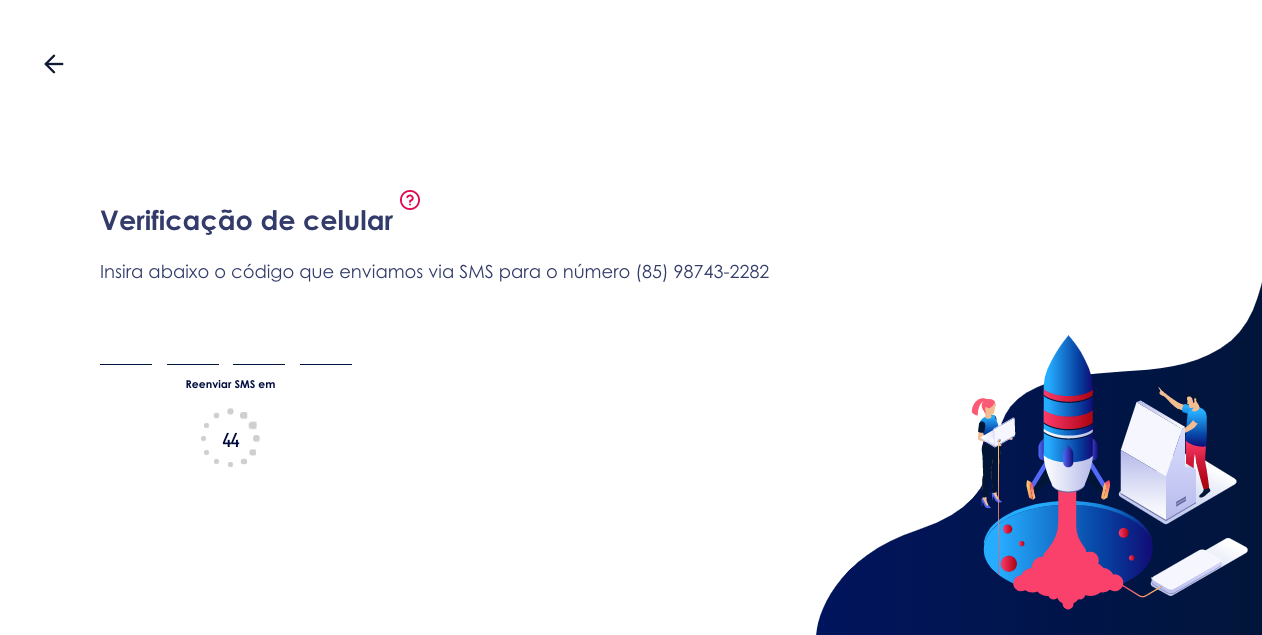 Verificação de celular
Insira abaixo o código que enviamos via SMS para o número (85) 98743-2282
Reenviar SMS em
44